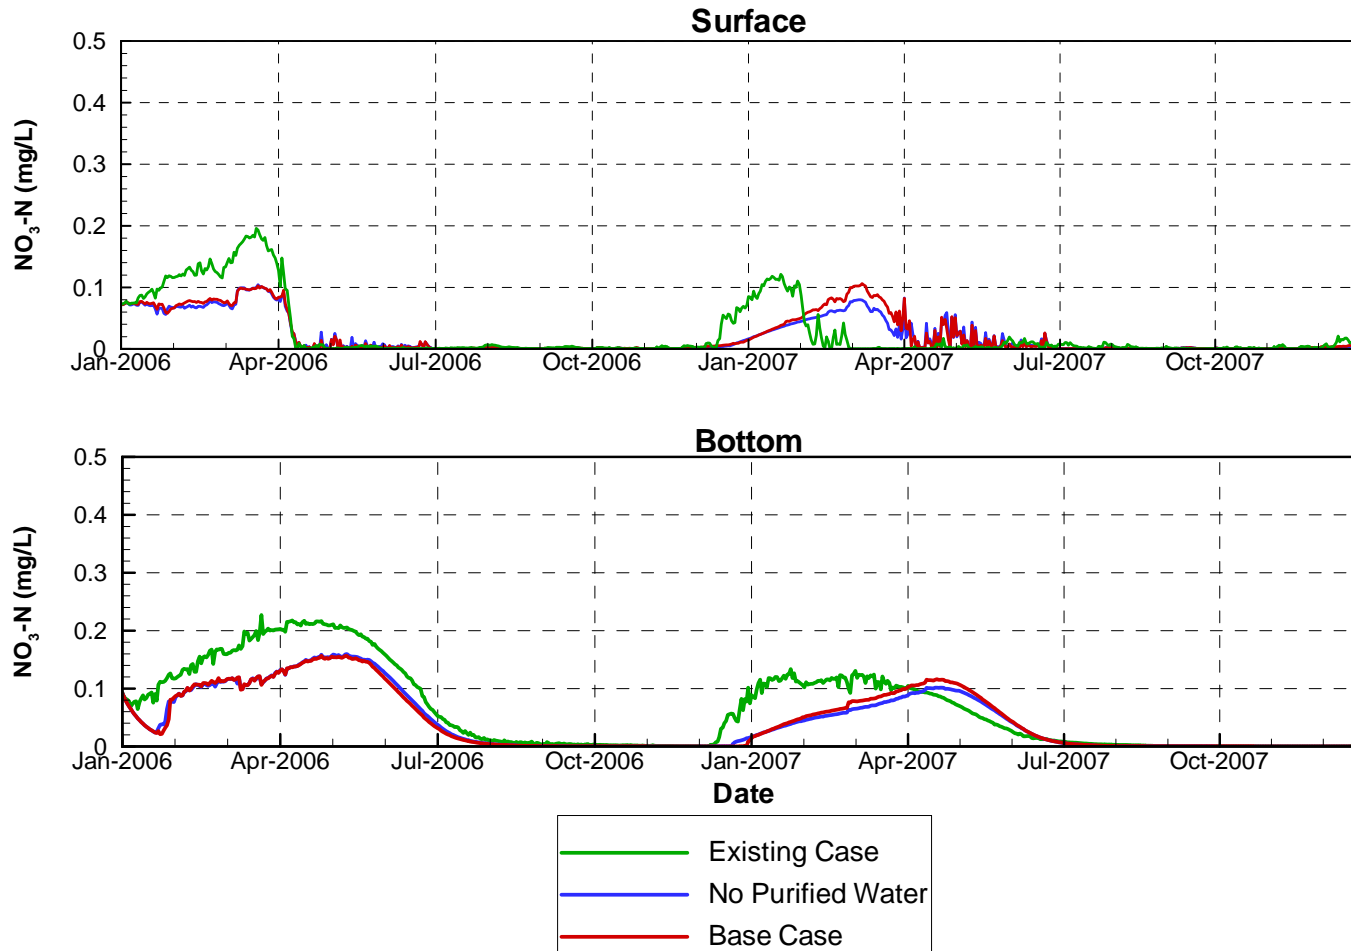 Surface
NO3-N (mg/L)
0.5
0.4
0.3
0.2
0.1
0
Jan-2006 Apr-2006 Jul-2006 Oct-2006 Jan-2007 Apr-2007 Jul-2007 Oct-2007
Bottom
NO3-N (mg/L)
0.5
0.4
0.3
0.2
0.1
0
Jan-2006 Apr-2006 Jul-2006 Oct-2006 Jan-2007 Apr-2007 Jul-2007 Oct-2007
Date
Existing Case
No Purified Water
Base Case